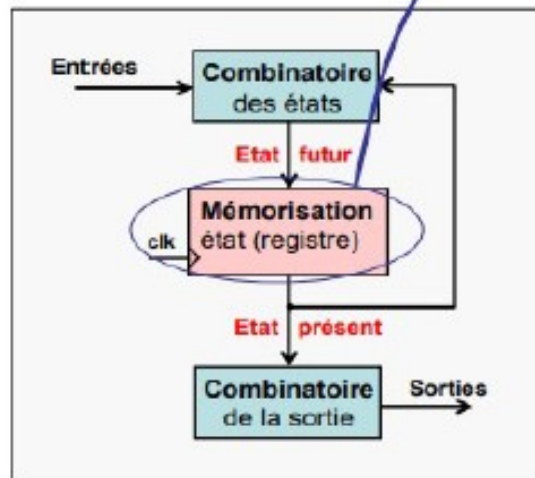 Entrées
Combinatoire
des états
Etat futur
Mémorisation
état (registre)
clk
Etat présent
Combinatoire
de la sortie
Sorties